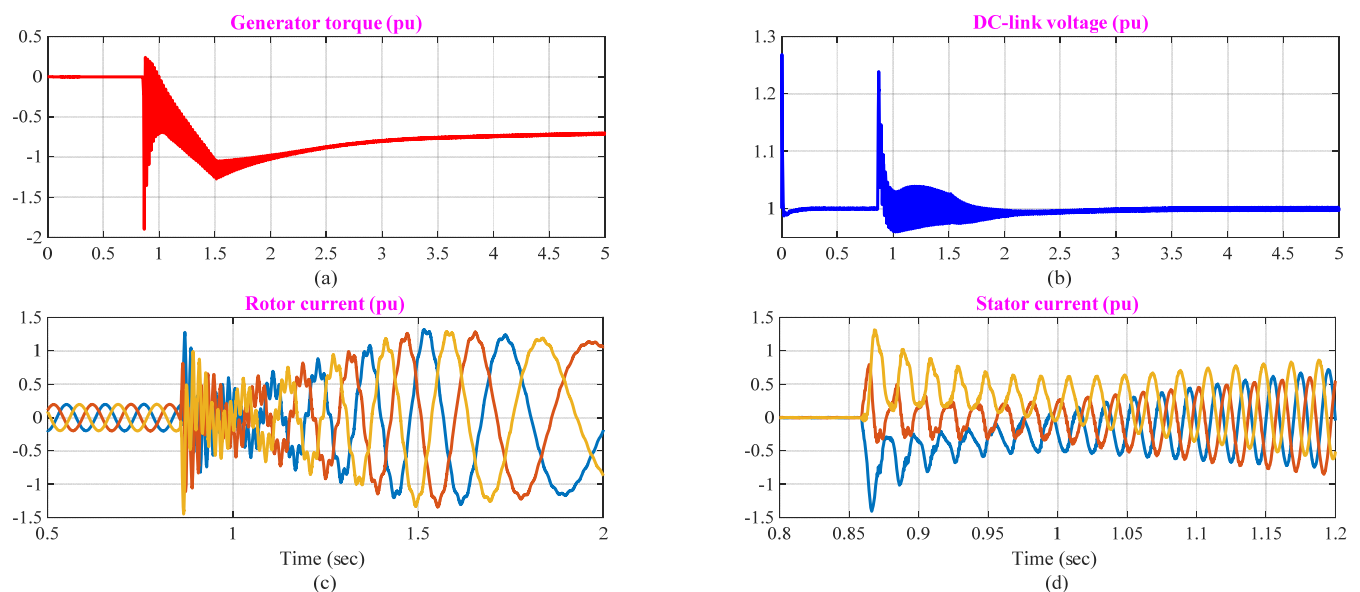 Generator torque (pu)
0.5
0
-0.5
-1
-1.5
-2
0 0.5 1 1.5 2 2.5 3 3.5 4 4.5 5
(a)
DC-link voltage (pu)
1.3
1.2
1.1
1
0 0.5 1 1.5 2 2.5 3 3.5 4 4.5 5
(b)
Rotor current (pu)
1.5
1
0.5
0
-0.5
-1
-1.5
0.5 1 1.5 2
Time (sec)
(c)
Stator current (pu)
1.5
1
0.5
0
-0.5
-1
-1.5
0.8 0.85 0.9 0.95 1 1.05 1.1 1.15 1.2
Time (sec)
(d)